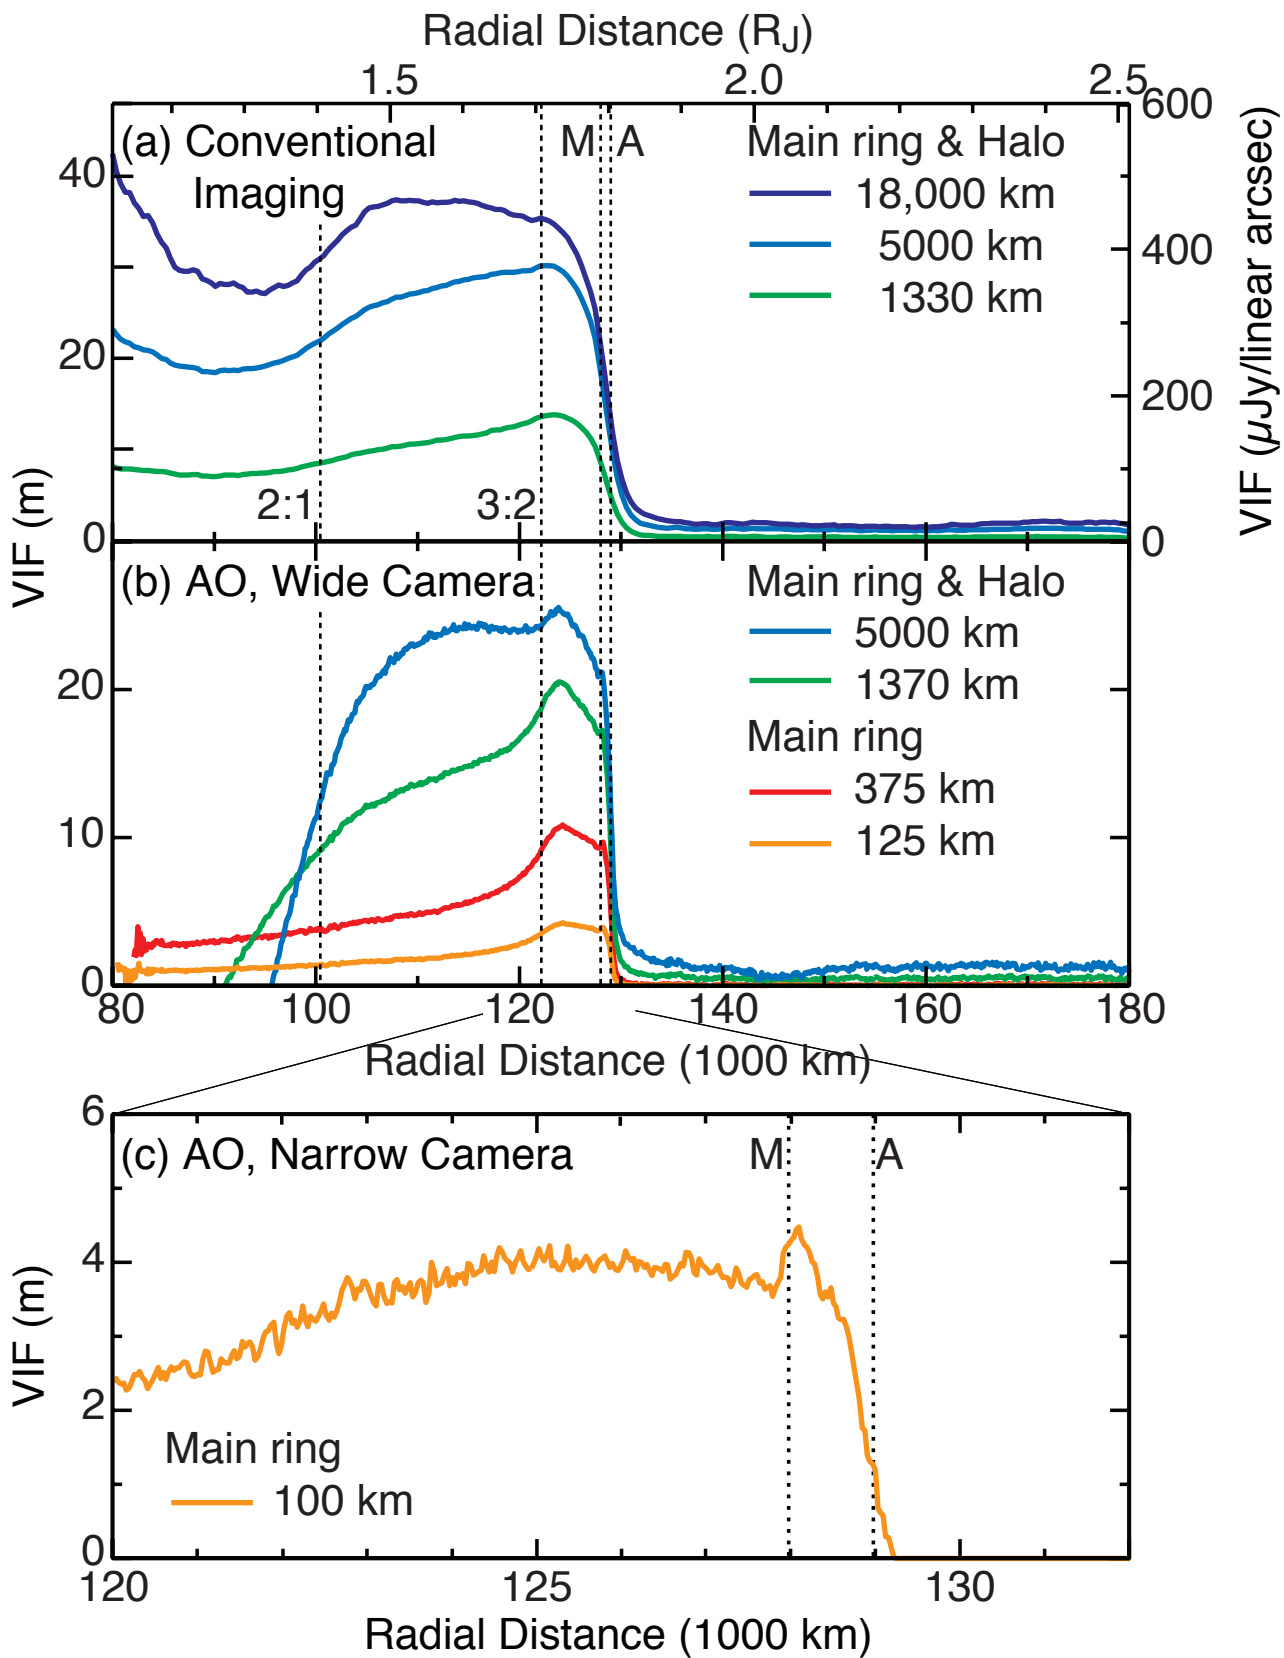 Radial Distance (R_J)
1.5 2.0 2.5
(a) Conventional
Imaging
M A
Main ring & Halo
18,000 km
5000 km
1330 km
2:1 3:2
40
20
0
600
400
200
0
VIF (m)
VIF (μJy/linear arcsec)
(b) AO, Wide Camera
Main ring & Halo
5000 km
1370 km
Main ring
375 km
125 km
20
10
0
80 100 120 140 160 180
Radial Distance (1000 km)
(c) AO, Narrow Camera
M A
6
4
2
0
VIF (m)
Main ring
100 km
120 125 130
Radial Distance (1000 km)